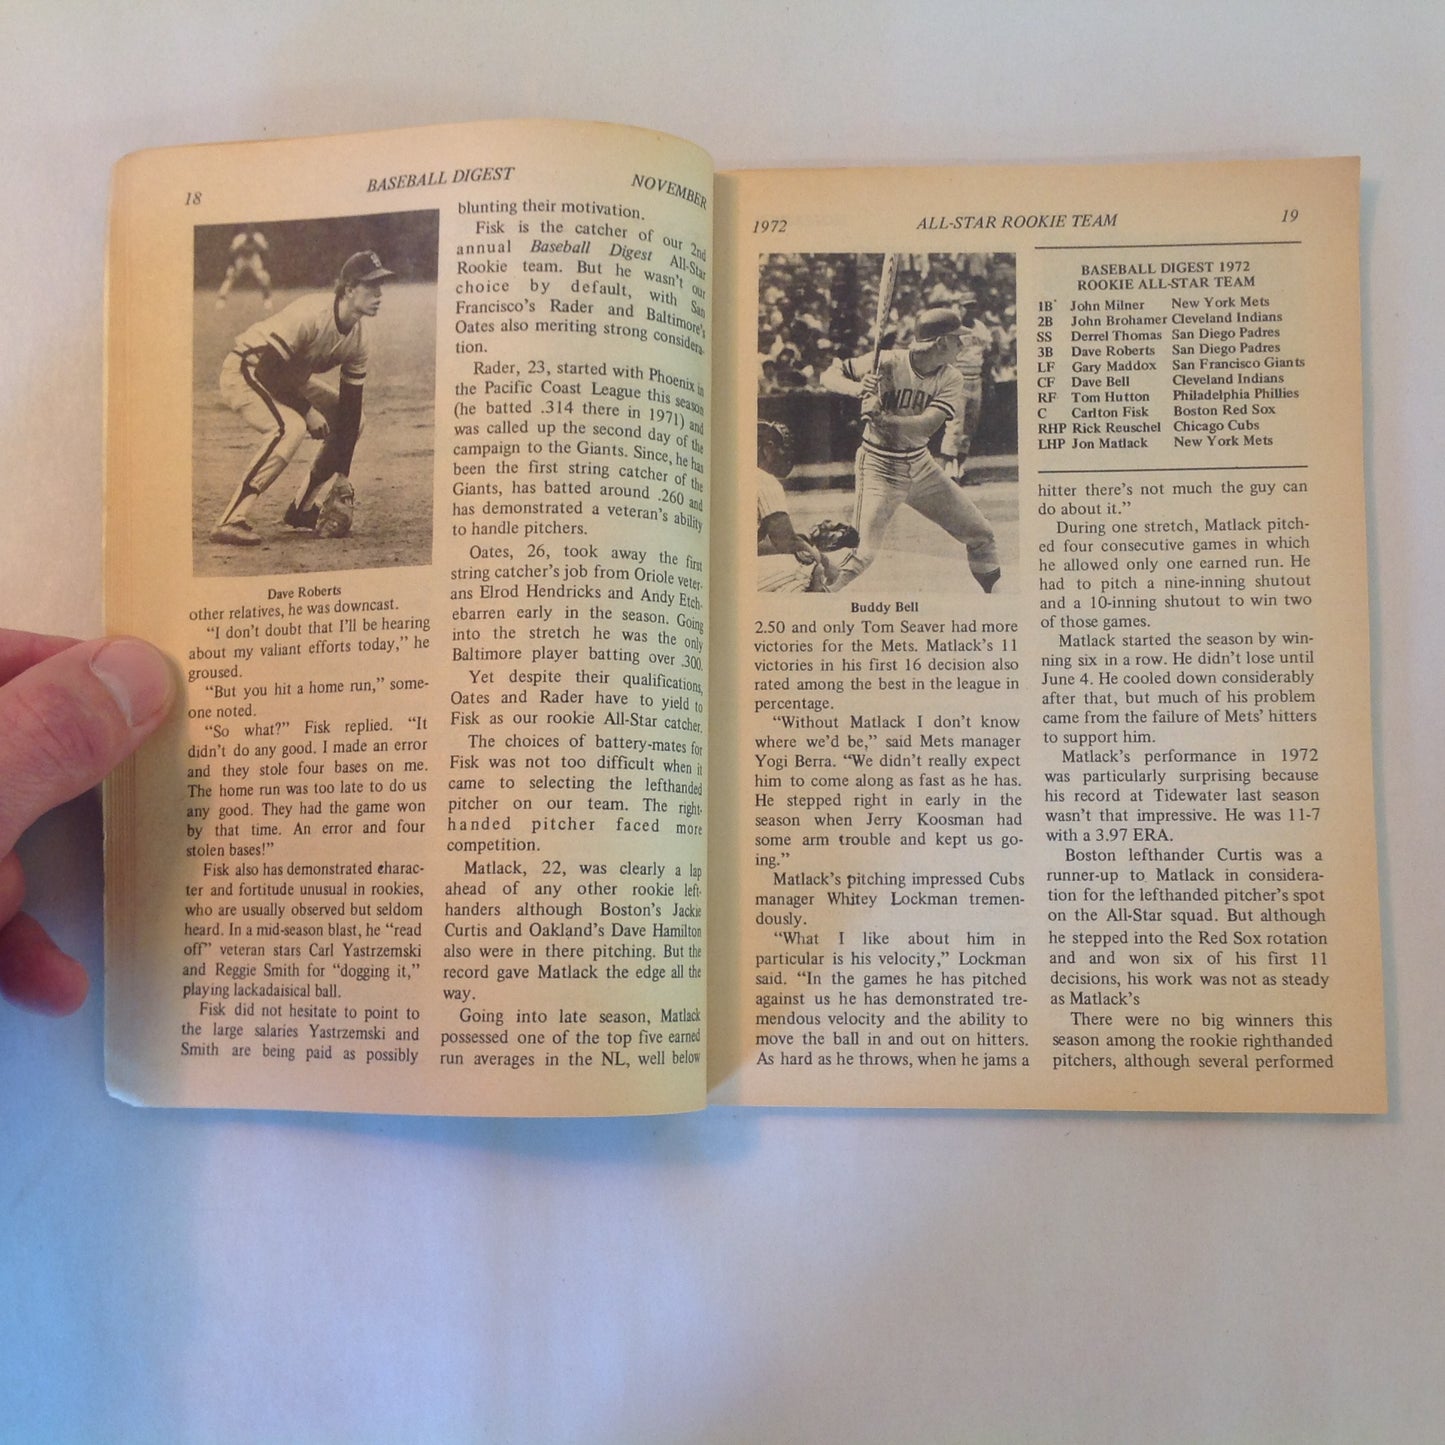 18
BASEBALL DIGEST
NOVEMBER
Dave Roberts
other relatives, he was downcast.
“I don’t doubt that I’ll be hearing
about my valiant efforts today,” he
groused.
“But you hit a home run,” some-
one noted.
“So what?” Fisk replied. “It
didn’t do any good. I made an error
and they stole four bases on me.
The home run was too late to do us
any good. They had the game won
by that time. An error and four
stolen bases!”
Fisk also has demonstrated charac-
ter and fortitude unusual in rookies,
who are usually observed but seldom
heard. In a mid-season blast, he “read
off” veteran stars Carl Yastrzemski
and Reggie Smith for “dogging it,”
playing lackadaisical ball.
Fisk did not hesitate to point to
the large salaries Yastrzemski and
Smith are being paid as possibly
blunting their motivation.
Fisk is the catcher of our 2nd
annual Baseball Digest All-Star
Rookie team. But he wasn’t our
choice by default, with San
Francisco’s Rader and Baltimore’s
Oates also meriting strong considera-
tion.
Rader, 23, started with Phoenix in
the Pacific Coast League this season
(he batted .314 there in 1971) and
was called up the second day of the
campaign to the Giants. Since, he has
been the first string catcher of the
Giants, has batted around .260 and
has demonstrated a veteran’s ability
to handle pitchers.
Oates, 26, took away the first
string catcher’s job from Oriole veter-
ans Elrod Hendricks and Andy Etch-
ebarren early in the season. Going
into the stretch he was the only
Baltimore player batting over .300.
Yet despite their qualifications,
Oates and Rader have to yield to
Fisk as our rookie All-Star catcher.
The choices of battery-mates for
Fisk was not too difficult when it
came to selecting the lefthanded
pitcher on our team. The right-
handed pitcher faced more
competition.
Matlack, 22, was clearly a lap
ahead of any other rookie left-
handers although Boston’s Jackie
Curtis and Oakland’s Dave Hamilton
also were in there pitching. But the
record gave Matlack the edge all the
way.
Going into late season, Matlack
possessed one of the top five earned
run averages in the NL, well below
1972
ALL-STAR ROOKIE TEAM
19
INDIA
Buddy Bell
2.50 and only Tom Seaver had more
victories for the Mets. Matlack’s 11
victories in his first 16 decision also
rated among the best in the league in
percentage.
“Without Matlack I don’t know
where we’d be,” said Mets manager
Yogi Berra. “We didn’t really expect
him to come along as fast as he has.
He stepped right in early in the
season when Jerry Koosman had
some arm trouble and kept us go-
ing.”
Matlack’s pitching impressed Cubs
manager Whitey Lockman tremen-
dously.
“What I like about him in
particular is his velocity,” Lockman
said. “In the games he has pitched
against us he has demonstrated tre-
mendous velocity and the ability to
move the ball in and out on hitters.
As hard as he throws, when he jams a
BASEBALL DIGEST 1972
ROOKIE ALL-STAR TEAM
1B John Milner New York Mets
2B John Brohamer Cleveland Indians
SS Derrel Thomas San Diego Padres
3B Dave Roberts San Diego Padres
LF Gary Maddox San Francisco Giants
CF Dave Bell Cleveland Indians
RF Tom Hutton Philadelphia Phillies
C Carlton Fisk Boston Red Sox
RHP Rick Reuschel Chicago Cubs
LHP Jon Matlack New York Mets
hitter there’s not much the guy can
do about it.”
During one stretch, Matlack pitch-
ed four consecutive games in which
he allowed only one earned run. He
had to pitch a nine-inning shutout
and a 10-inning shutout to win two
of those games.
Matlack started the season by win-
ning six in a row. He didn’t lose until
June 4. He cooled down considerably
after that, but much of his problem
came from the failure of Mets’ hitters
to support him.
Matlack’s performance in 1972
was particularly surprising because
his record at Tidewater last season
wasn’t that impressive. He was 11-7
with a 3.97 ERA.
Boston lefthander Curtis was a
runner-up to Matlack in considera-
tion for the lefthanded pitcher’s spot
on the All-Star squad. But although
he stepped into the Red Sox rotation
and and won six of his first 11
decisions, his work was not as steady
as Matlack’s
There were no big winners this
season among the rookie righthanded
pitchers, although several performed